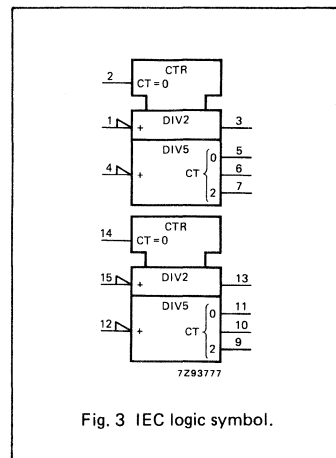 CTR
2 CT = 0
DIV2
1 + 3
DIV5
5
0
4 + CT 6
2 7
CTR
14 CT = 0
DIV2
15 + 13
DIV5
11
0
12 + CT 10
2 9
7Z93777
Fig. 3 IEC logic symbol.